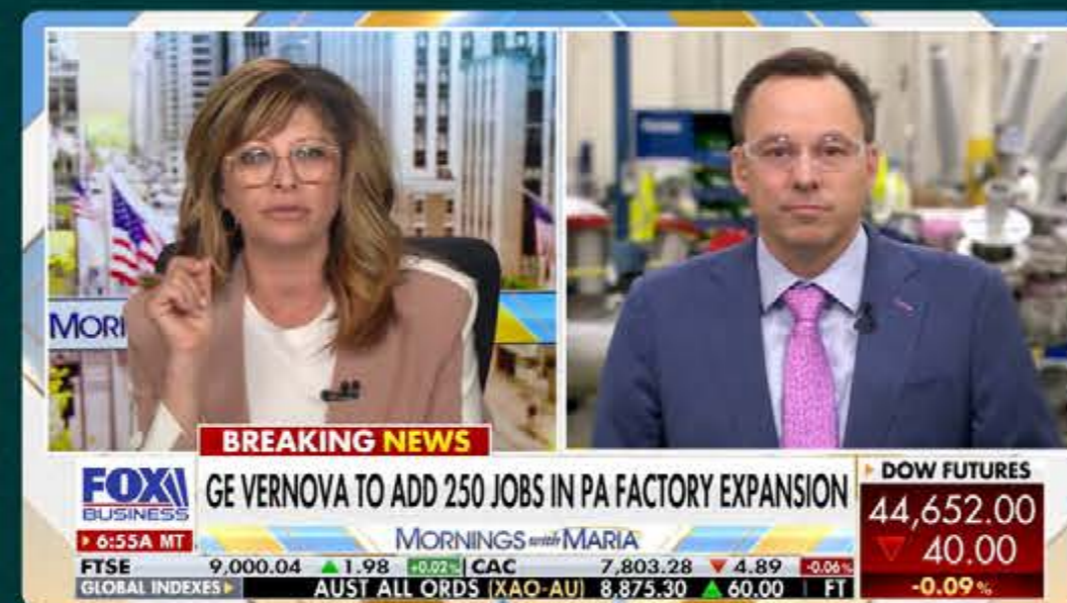 MORI
BREAKING NEWS
FOX
BUSINESS
GE VERNOVA TO ADD 250 JOBS IN PA FACTORY EXPANSION
DOW FUTURES
44,652.00
▼ 40.00
-0.09%
6:55A MT
MORNINGS with MARIA
FTSE 9,000.04 ▲ 1.98 +0.02% CAC 7,803.28 ▼ 4.89 -0.06%
GLOBAL INDEXES AUST ALL ORDS (XAO-AU) 8,875.30 ▲ 60.00 FT